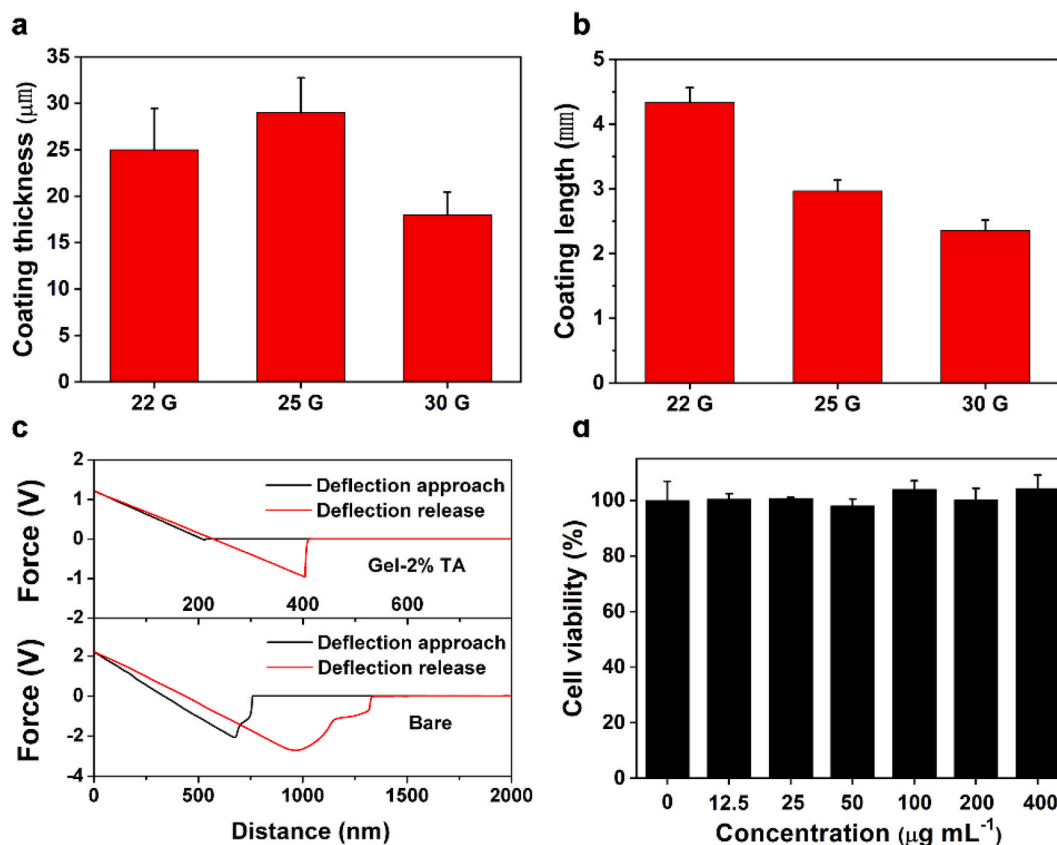 a
35
30
25
20
15
10
5
0
Coating thickness (μm)
22 G
25 G
30 G
b
5
4
3
2
1
0
Coating length (mm)
22 G
25 G
30 G
c
2
1
0
-1
-2
Force (V)
Deflection approach
Deflection release
Gel-2% TA
200
400
600
4
2
0
-2
-4
Force (V)
Deflection approach
Deflection release
Bare
0
500
1000
1500
2000
Distance (nm)
d
100
80
60
40
20
0
Cell viability (%)
0
12.5
25
50
100
200
400
Concentration (μg mL⁻¹)